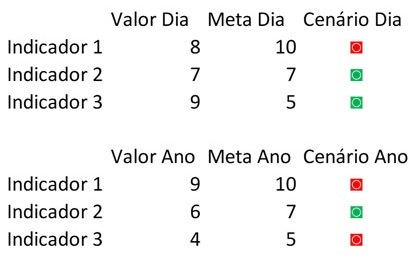 Valor Dia Meta Dia Cenário Dia
Indicador 1 8 10
Indicador 2 7 7
Indicador 3 9 5
Valor Ano Meta Ano Cenário Ano
Indicador 1 9 10
Indicador 2 6 7
Indicador 3 4 5